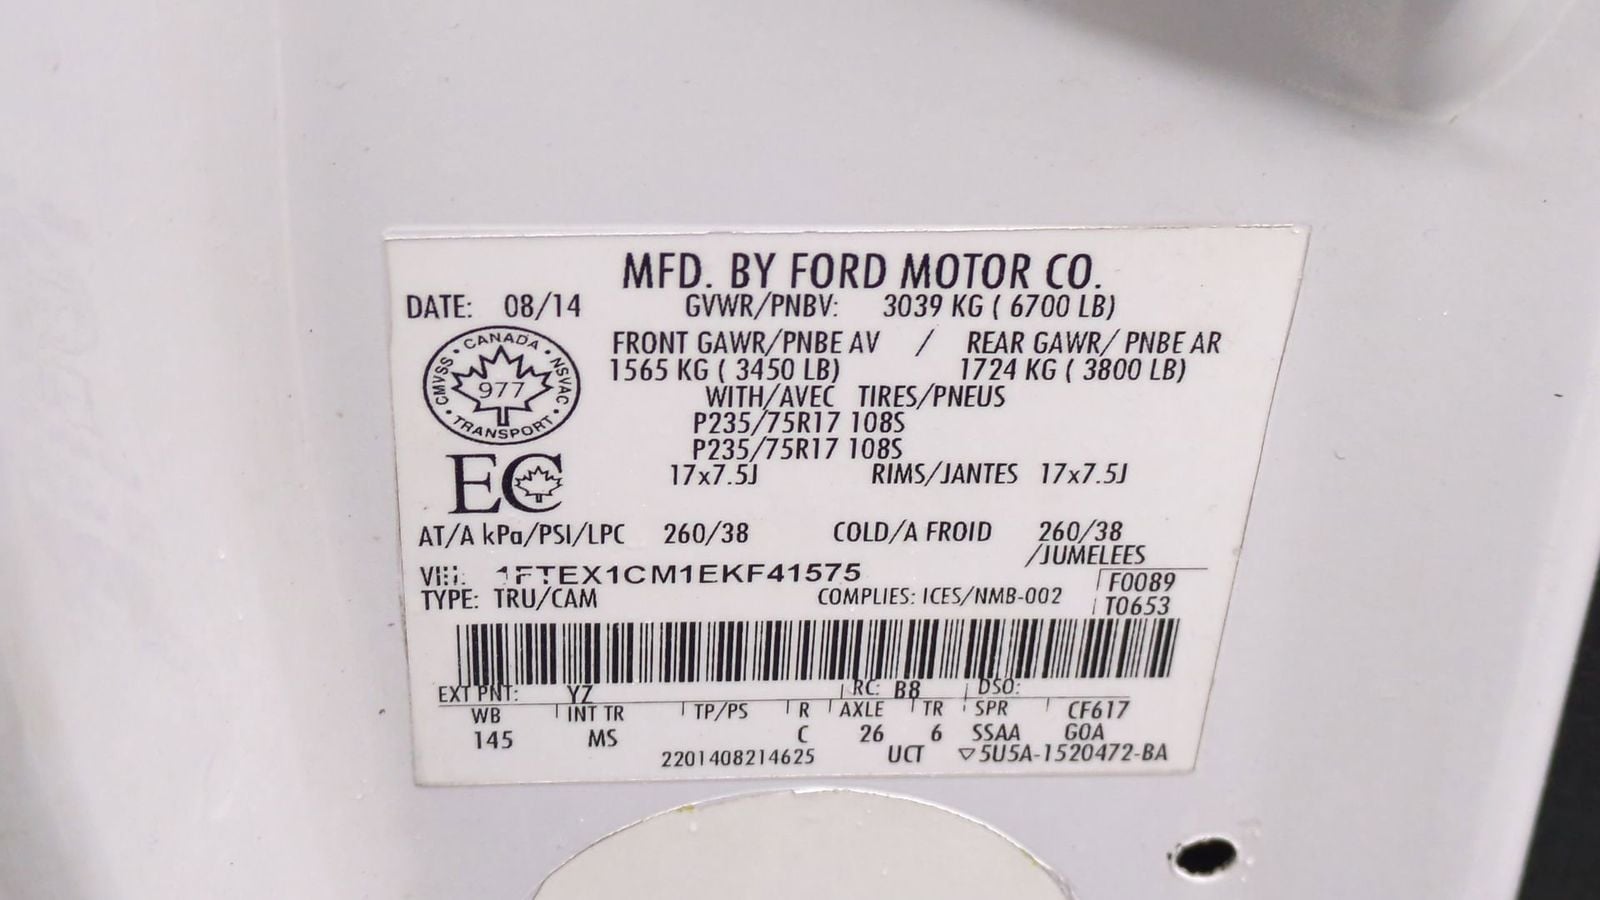 MFD. BY FORD MOTOR CO.
DATE: 08/14 GVWR/PNBV: 3039 KG ( 6700 LB)
FRONT GAWR/PNBE AV / REAR GAWR/ PNBE AR
1565 KG ( 3450 LB) 1724 KG ( 3800 LB)
WITH/AVEC TIRES/PNEUS
P235/75R17 108S
P235/75R17 108S
17x7.5J RIMS/JANTES 17x7.5J
CMVSS · CANADA · NSVAC · TRANSPORT ·
977
EC
AT/A kPa/PSI/LPC 260/38 COLD/A FROID 260/38
/JUMELEES
VIN: 1FTEX1CM1EKF41575
F0089
TYPE: TRU/CAM COMPLIES: ICES/NMB-002 T0653
EXT PNT: YZ RC: B8 DSO:
WB INT TR TP/PS R AXLE TR SPR CF617
145 MS C 26 6 SSAA GOA
2201408214625 UCT ▽5U5A-1520472-BA